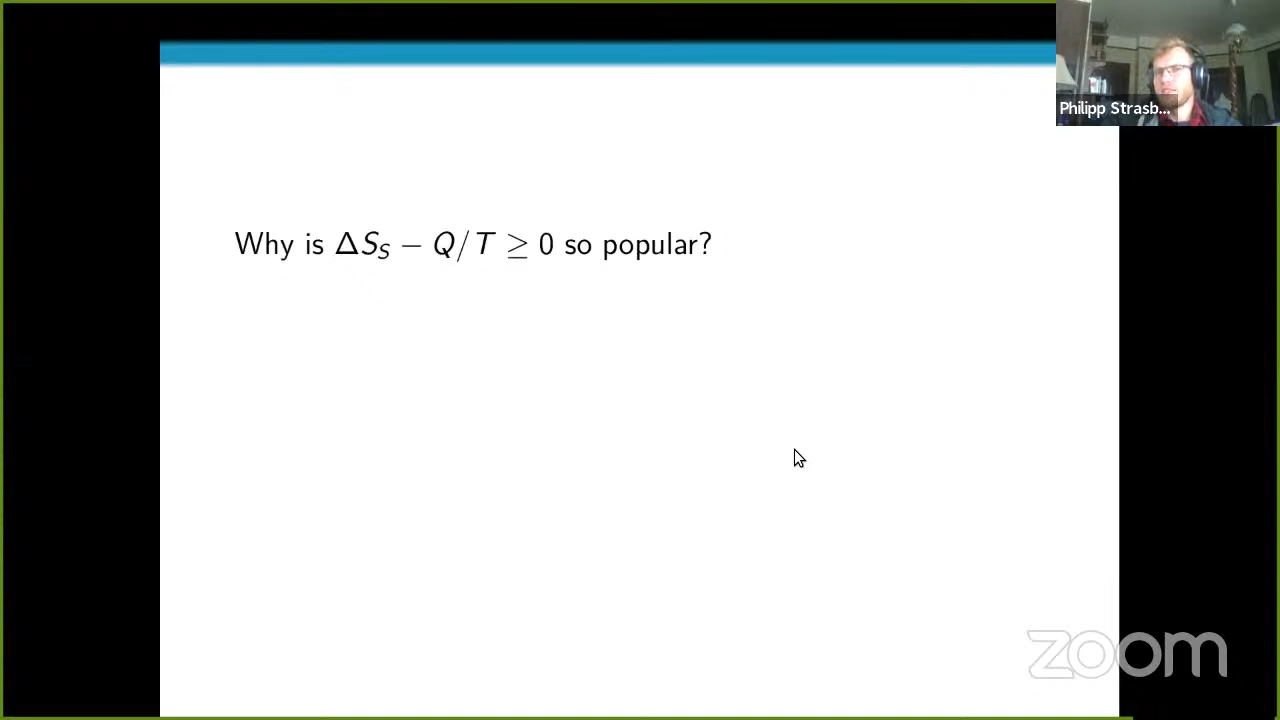 Philipp Strasb...
Why is ΔS_S − Q/T ≥ 0 so popular?
zoom